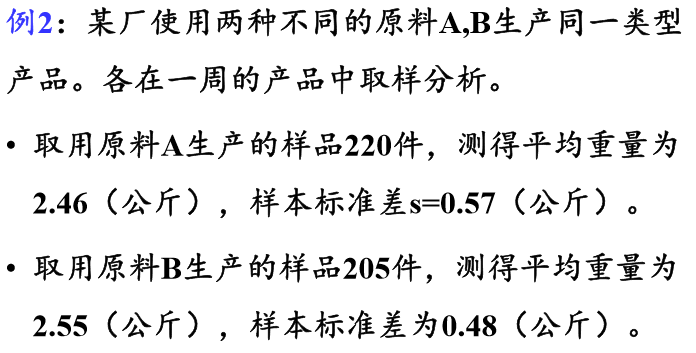 例2：某厂使用两种不同的原料A,B生产同一类型
产品。各在一周的产品中取样分析。
• 取用原料A生产的样品220件，测得平均重量为
2.46（公斤），样本标准差s=0.57（公斤）。
• 取用原料B生产的样品205件，测得平均重量为
2.55（公斤），样本标准差为0.48（公斤）。